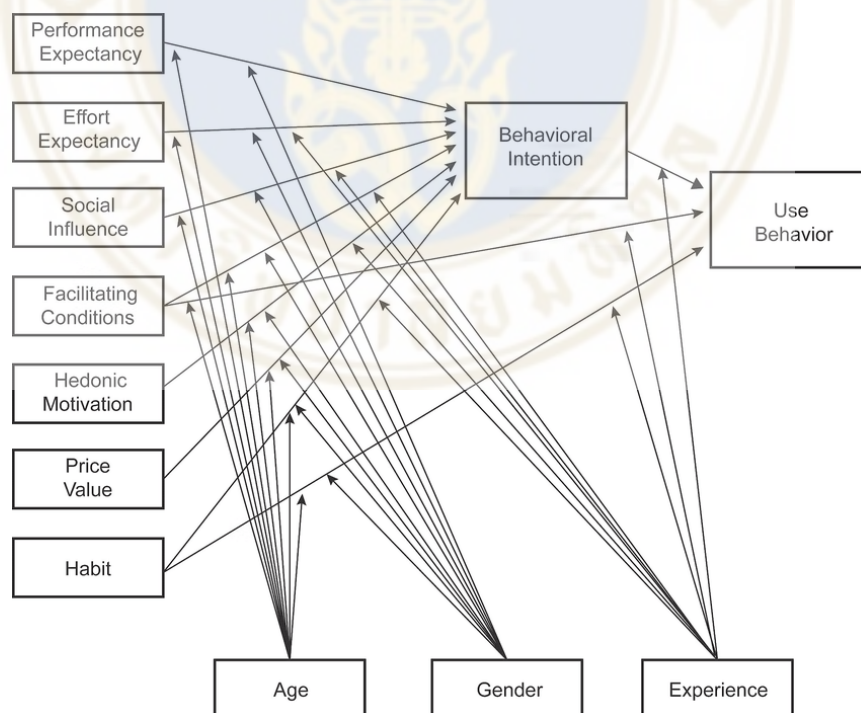 Performance
Expectancy
Effort
Expectancy
Social
Influence
Facilitating
Conditions
Hedonic
Motivation
Price
Value
Habit
Behavioral
Intention
Use
Behavior
Age
Gender
Experience